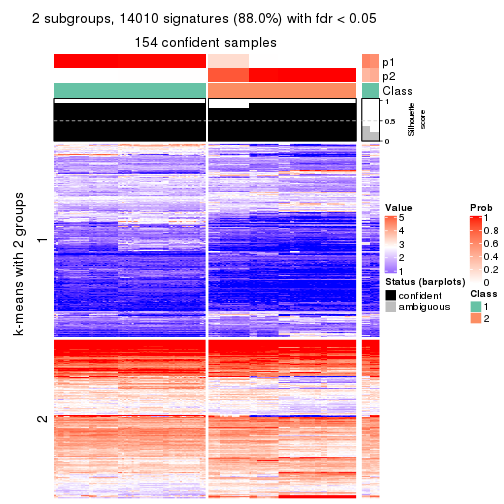 2 subgroups, 14010 signatures (88.0%) with fdr < 0.05
154 confident samples
p1
p2
Class
1
0.5
0
Silhouette
score
k-means with 2 groups
1
2
Value
5
4
3
2
1
Status (barplots)
confident
ambiguous
Prob
1
0.8
0.6
0.4
0.2
0
Class
1
2